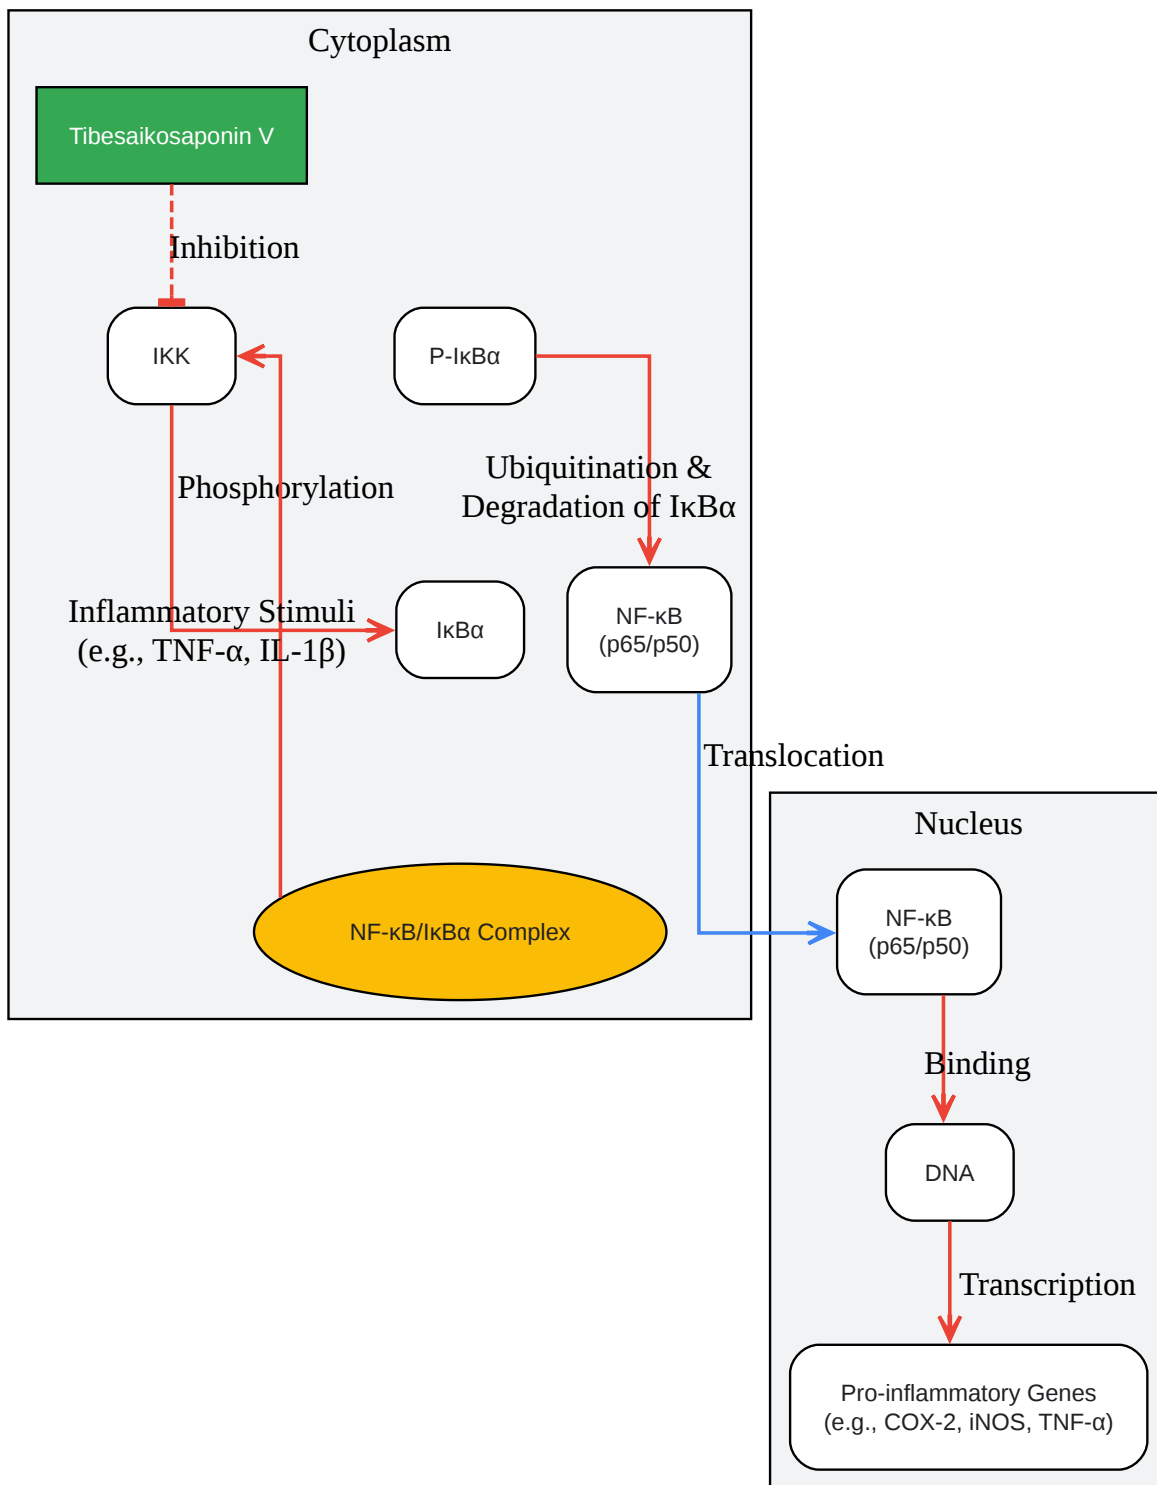 Cytoplasm
Tibesaikosaponin V
Inhibition
IKK
P-IκBα
Phosphorylation
Ubiquitination &
Degradation of IκBα
Inflammatory Stimuli
(e.g., TNF-α, IL-1β)
IκBα
NF-κB
(p65/p50)
Translocation
NF-κB/IκBα Complex
Nucleus
NF-κB
(p65/p50)
Binding
DNA
Transcription
Pro-inflammatory Genes
(e.g., COX-2, iNOS, TNF-α)